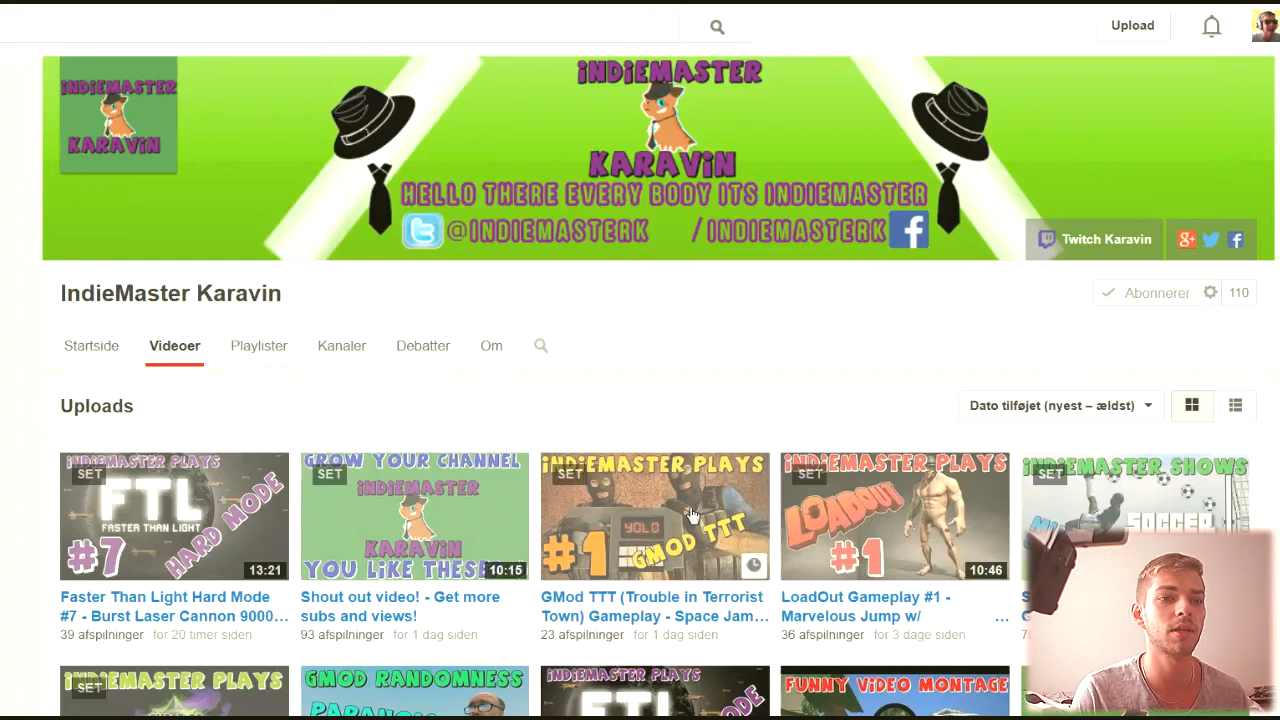 Upload
INDIEMASTER
KARAVIN
INDIEMASTER
KARAVIN
HELLO THERE EVERY BODY ITS INDIEMASTER
@INDIEMASTERK /INDIEMASTERK
Twitch Karavin
IndieMaster Karavin
Abonnerer 110
Startside Videoer Playlister Kanaler Debatter Om
Uploads
Dato tilføjet (nyest – ældst)
INDIEMASTER PLAYS
SET
FTL
FASTER THAN LIGHT
#7
HARD MODE
13:21
GROW YOUR CHANNEL
SET
INDIEMASTER
KARAVIN
YOU LIKE THESE
10:15
INDIEMASTER PLAYS
SET
YOLO
#1
GMOD TTT
INDIEMASTER PLAYS
SET
LOADOUT
#1
10:46
INDIEMASTER SHOWS
SET
SOCCER
Faster Than Light Hard Mode
#7 - Burst Laser Cannon 9000...
39 afspilninger for 20 timer siden
Shout out video! - Get more
subs and views!
93 afspilninger for 1 dag siden
GMod TTT (Trouble in Terrorist
Town) Gameplay - Space Jam...
23 afspilninger for 1 dag siden
LoadOut Gameplay #1 -
Marvelous Jump w/ ...
36 afspilninger for 3 dage siden
INDIEMASTER PLAYS
SET
GMOD RANDOMNESS
INDIEMASTER PLAYS
FTL
MODE
FUNNY VIDEO MONTAGE